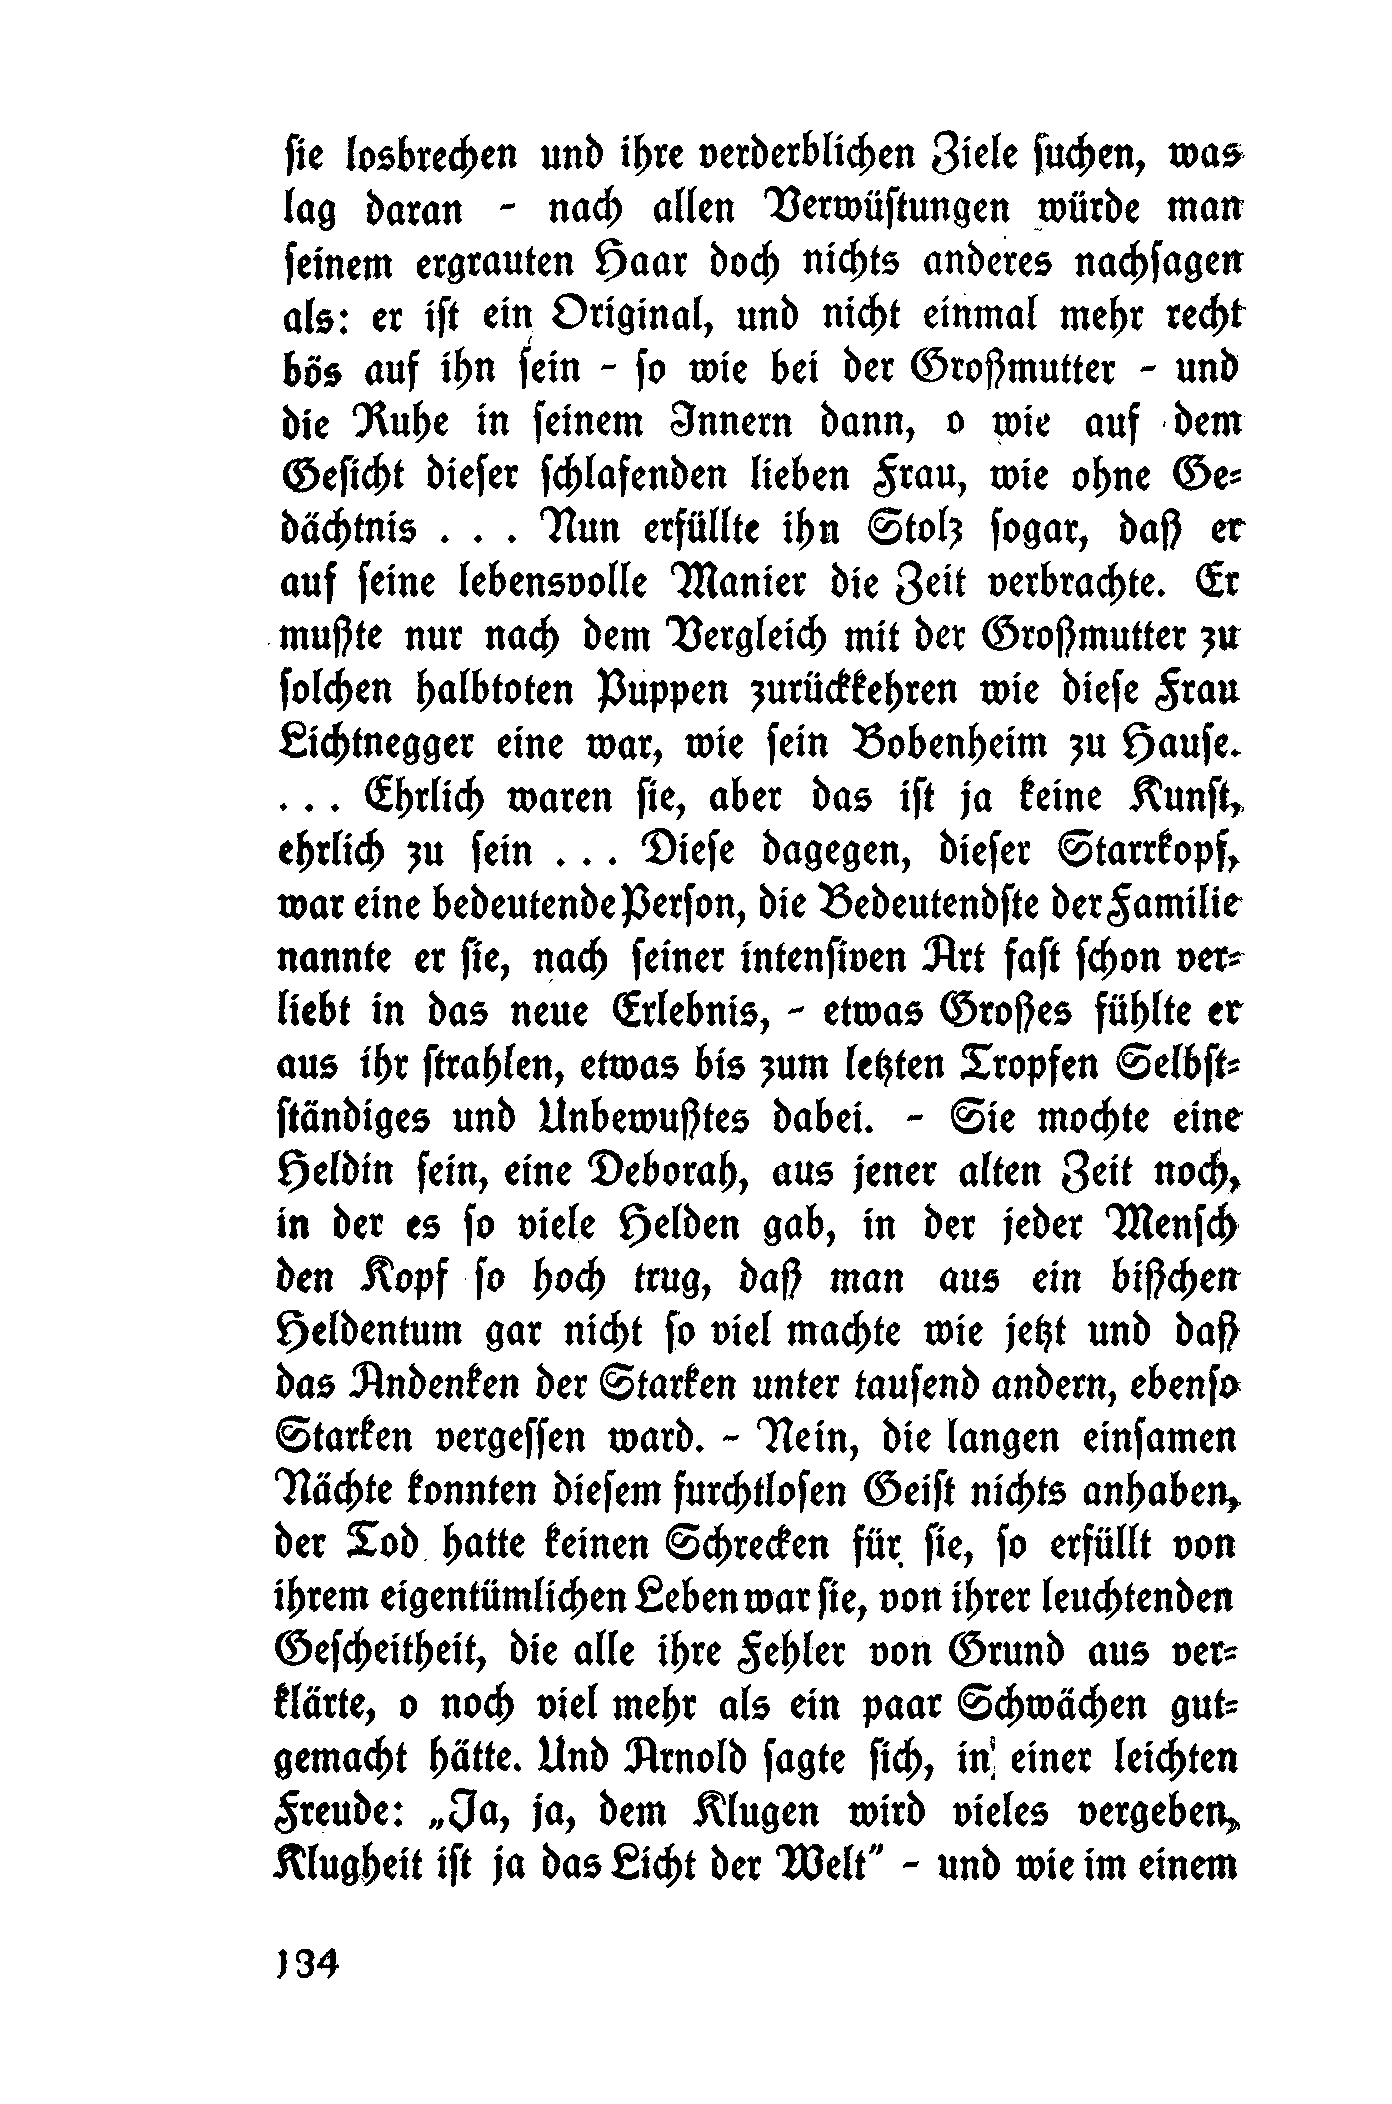 sie losbrechen und ihre verderblichen Ziele suchen, was
lag daran - nach allen Verwüstungen würde man
seinem ergrauten Haar doch nichts anderes nachsagen
als: er ist ein Original, und nicht einmal mehr recht
bös auf ihn sein - so wie bei der Großmutter - und
die Ruhe in seinem Innern dann, o wie auf dem
Gesicht dieser schlafenden lieben Frau, wie ohne Ge-
dächtnis . . . Nun erfüllte ihn Stolz sogar, daß er
auf seine lebensvolle Manier die Zeit verbrachte. Er
mußte nur nach dem Vergleich mit der Großmutter zu
solchen halbtoten Puppen zurückkehren wie diese Frau
Lichtnegger eine war, wie sein Bobenheim zu Hause.
. . . Ehrlich waren sie, aber das ist ja keine Kunst,
ehrlich zu sein . . . Diese dagegen, dieser Starrkopf,
war eine bedeutende Person, die Bedeutendste der Familie
nannte er sie, nach seiner intensiven Art fast schon ver-
liebt in das neue Erlebnis, - etwas Großes fühlte er
aus ihr strahlen, etwas bis zum letzten Tropfen Selbst-
ständiges und Unbewußtes dabei. - Sie mochte eine
Heldin sein, eine Deborah, aus jener alten Zeit noch,
in der es so viele Helden gab, in der jeder Mensch
den Kopf so hoch trug, daß man aus ein bißchen
Heldentum gar nicht so viel machte wie jetzt und daß
das Andenken der Starken unter tausend andern, ebenso
Starken vergessen ward. - Nein, die langen einsamen
Nächte konnten diesem furchtlosen Geist nichts anhaben,
der Tod hatte keinen Schrecken für sie, so erfüllt von
ihrem eigentümlichen Leben war sie, von ihrer leuchtenden
Gescheitheit, die alle ihre Fehler von Grund aus ver-
klärte, o noch viel mehr als ein paar Schwächen gut-
gemacht hätte. Und Arnold sagte sich, in einer leichten
Freude: „Ja, ja, dem Klugen wird vieles vergeben,
Klugheit ist ja das Licht der Welt" - und wie im einem
134